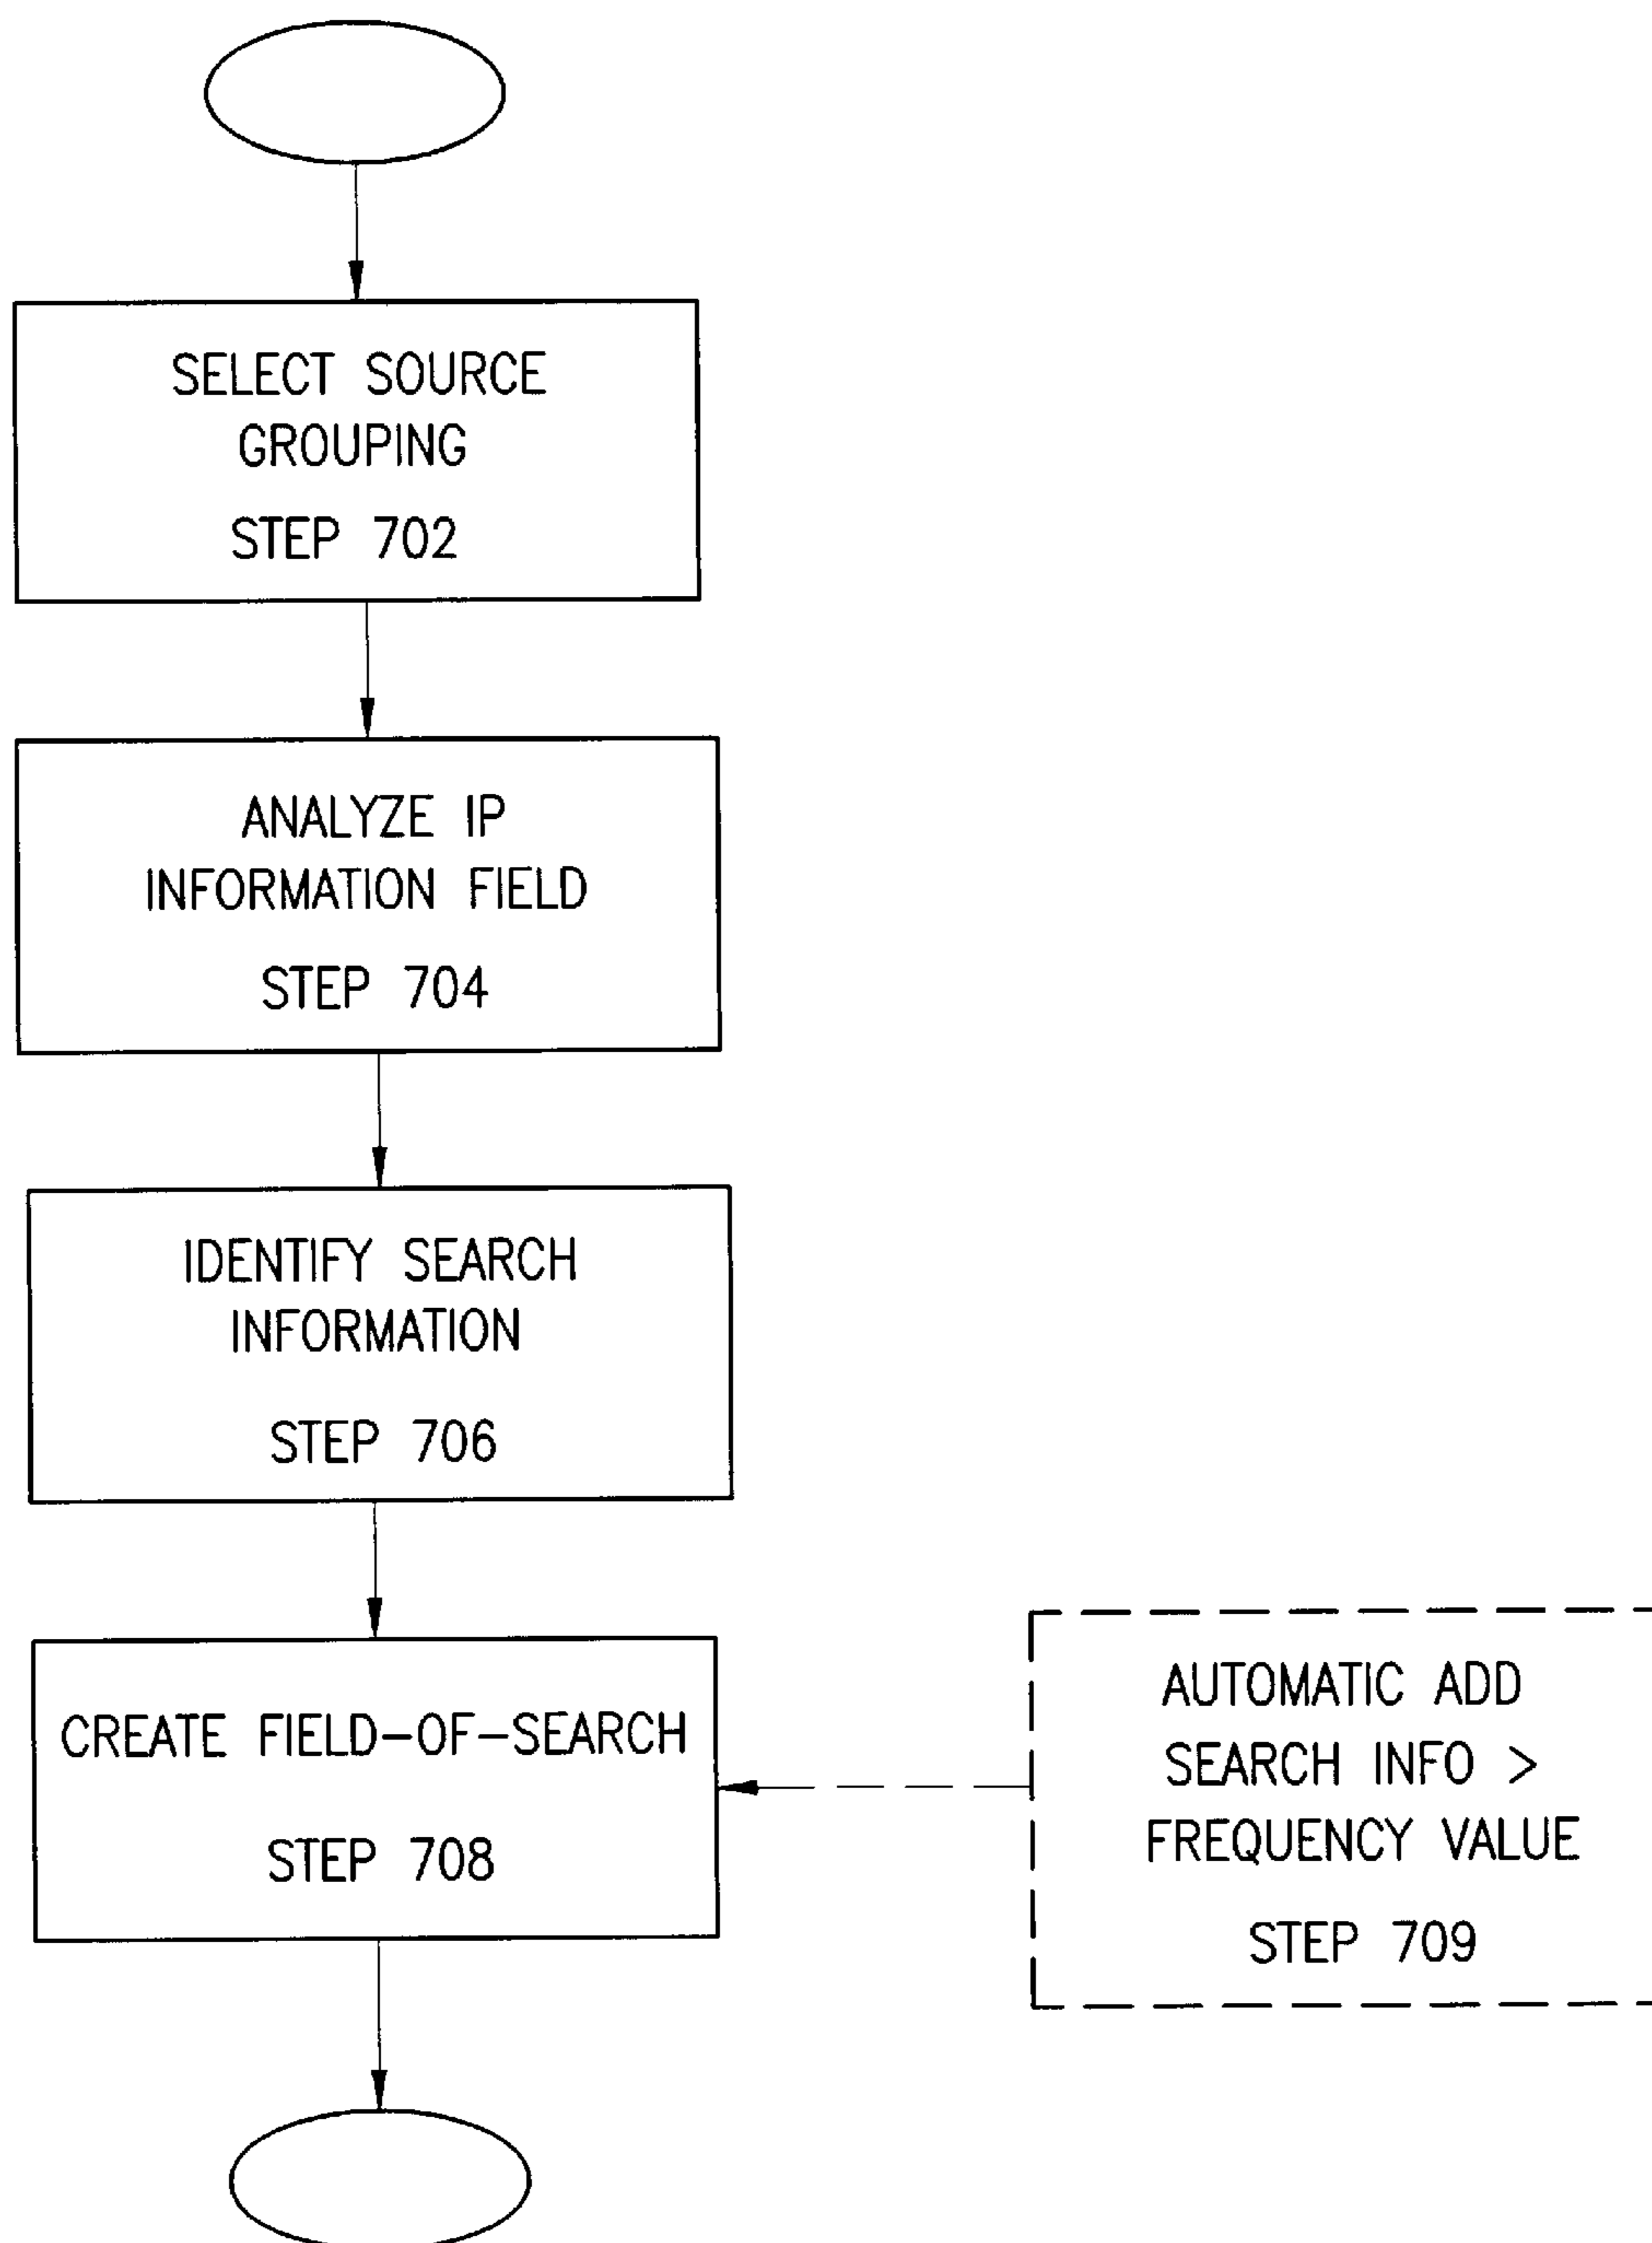 SELECT SOURCE
GROUPING
STEP 702
ANALYZE IP
INFORMATION FIELD
STEP 704
IDENTIFY SEARCH
INFORMATION
STEP 706
CREATE FIELD-OF-SEARCH
STEP 708
AUTOMATIC ADD
SEARCH INFO >
FREQUENCY VALUE
STEP 709